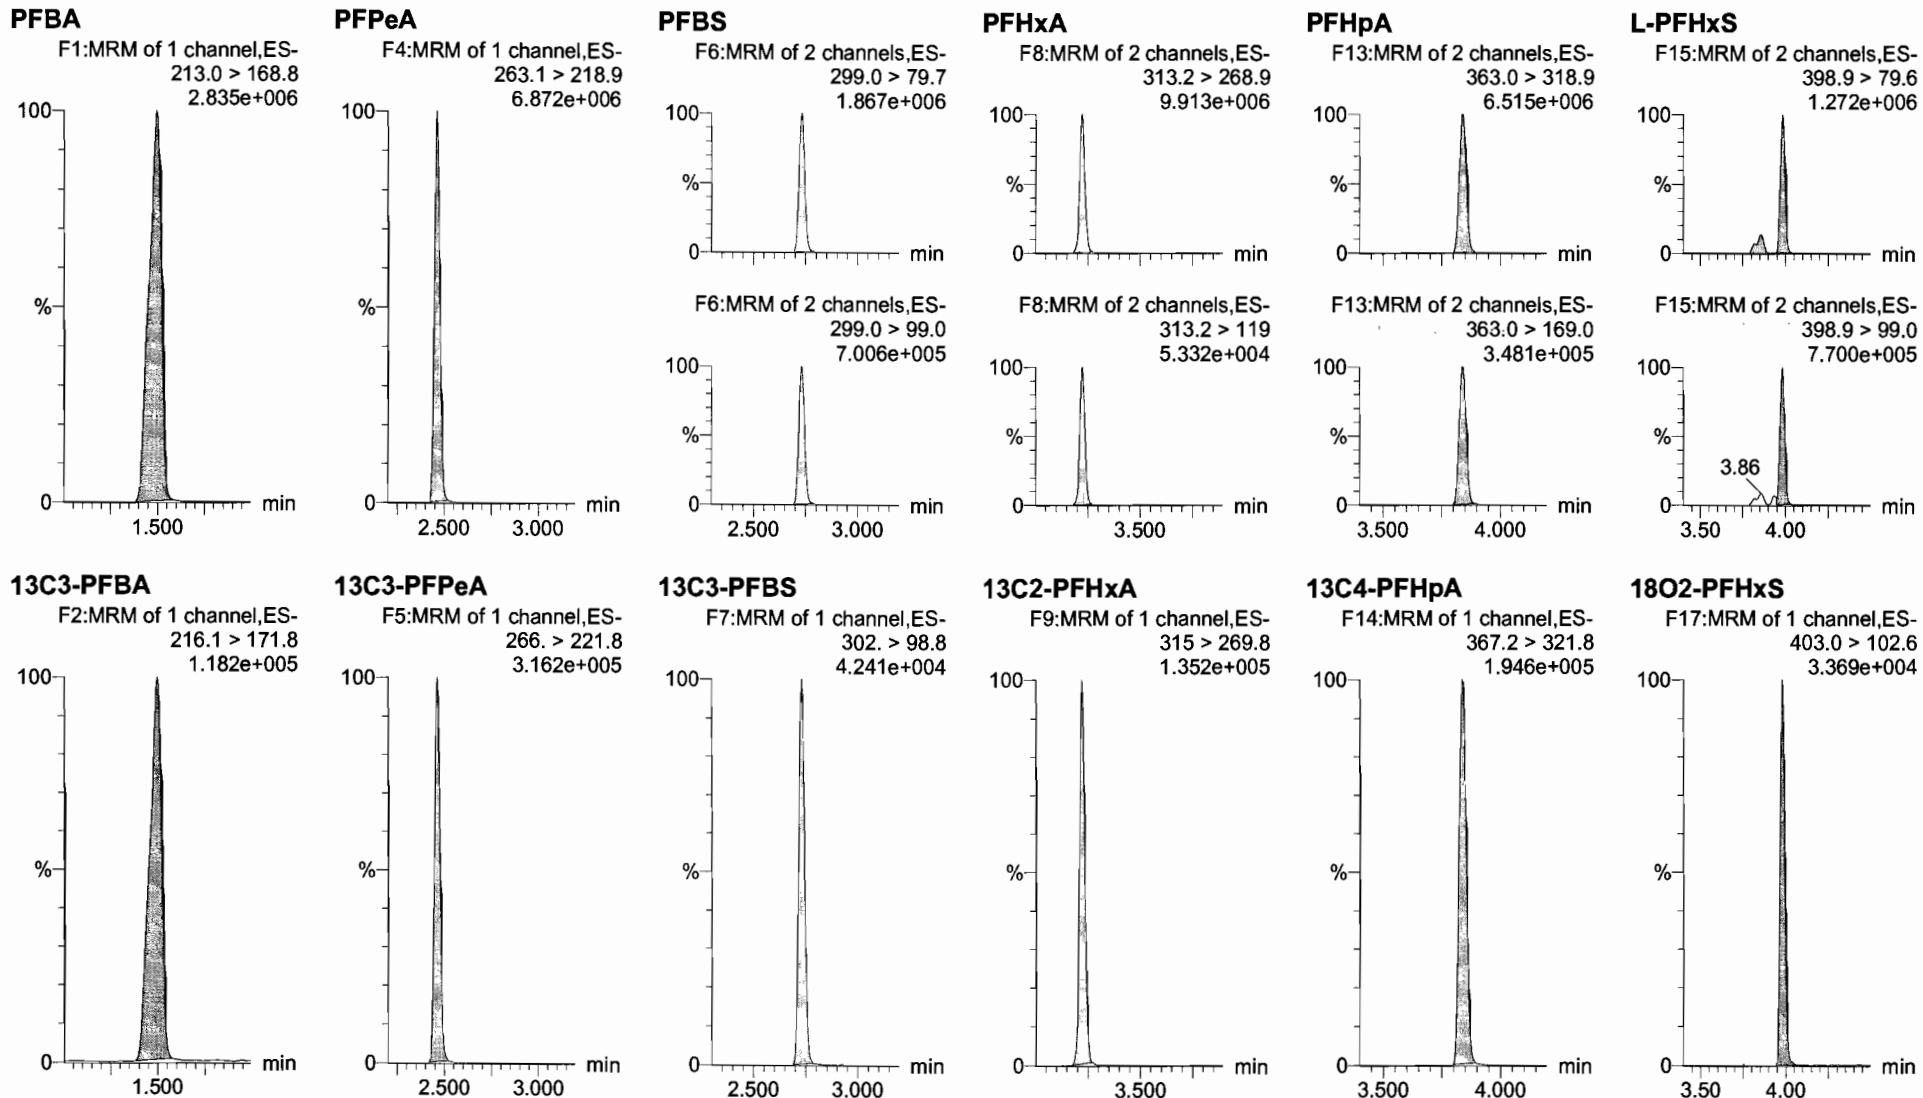 PFBA
F1:MRM of 1 channel,ES-
213.0 > 168.8
2.835e+006
100
%
0
min
1.500
PFPeA
F4:MRM of 1 channel,ES-
263.1 > 218.9
6.872e+006
100
%
0
min
2.500 3.000
PFBS
F6:MRM of 2 channels,ES-
299.0 > 79.7
1.867e+006
100
%
0
min
F6:MRM of 2 channels,ES-
299.0 > 99.0
7.006e+005
100
%
0
min
2.500 3.000
PFHxA
F8:MRM of 2 channels,ES-
313.2 > 268.9
9.913e+006
100
%
0
min
F8:MRM of 2 channels,ES-
313.2 > 119
5.332e+004
100
%
0
min
3.500
PFHpA
F13:MRM of 2 channels,ES-
363.0 > 318.9
6.515e+006
100
%
0
min
F13:MRM of 2 channels,ES-
363.0 > 169.0
3.481e+005
100
%
0
min
3.500 4.000
L-PFHxS
F15:MRM of 2 channels,ES-
398.9 > 79.6
1.272e+006
100
%
0
min
F15:MRM of 2 channels,ES-
398.9 > 99.0
7.700e+005
100
%
3.86
0
min
3.50 4.00
13C3-PFBA
F2:MRM of 1 channel,ES-
216.1 > 171.8
1.182e+005
100
%
0
min
1.500
13C3-PFPeA
F5:MRM of 1 channel,ES-
266. > 221.8
3.162e+005
100
%
0
min
2.500 3.000
13C3-PFBS
F7:MRM of 1 channel,ES-
302. > 98.8
4.241e+004
100
%
0
min
2.500 3.000
13C2-PFHxA
F9:MRM of 1 channel,ES-
315 > 269.8
1.352e+005
100
%
0
min
3.500
13C4-PFHpA
F14:MRM of 1 channel,ES-
367.2 > 321.8
1.946e+005
100
%
0
min
3.500 4.000
18O2-PFHxS
F17:MRM of 1 channel,ES-
403.0 > 102.6
3.369e+004
100
%
0
min
3.50 4.00